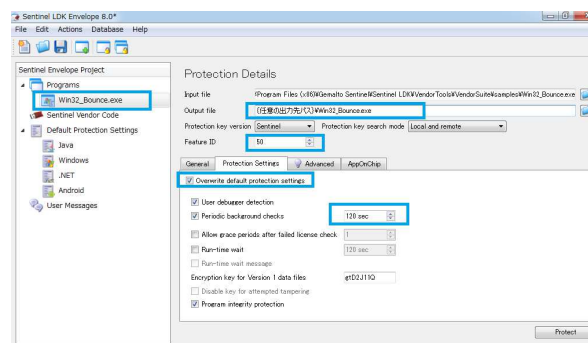 Sentinel LDK Envelope 8.0*
File Edit Actions Database Help
Sentinel Envelope Project
Programs
Win32_Bounce.exe
Sentinel Vendor Code
Default Protection Settings
Java
Windows
.NET
Android
User Messages
Protection Details
Input file :Program Files (x86)¥Gemalto Sentinel¥Sentinel LDK¥VendorTools¥VendorSuite¥samples¥Win32_Bounce.exe
Output file (任意の出力先パス)¥Win32_Bounce.exe
Protection key version Sentinel Protection key search mode Local and remote
Feature ID 50
General Protection Settings Advanced AppOnChip
Overwrite default protection settings
User debugger detection
Periodic background checks 120 sec
Allow grace periods after failed license check 1
Run-time wait 120 sec
Run-time wait message
Encryption key for Version 1 data files gtD2J11Q
Disable key for attempted tampering
Program integrity protection
Protect